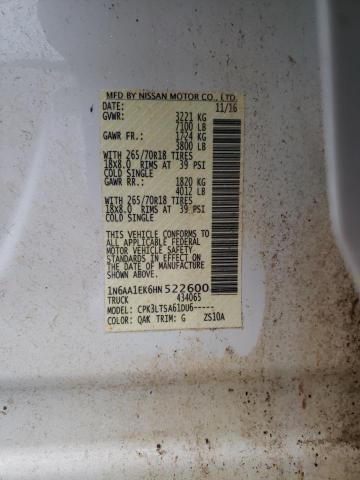 MFD BY NISSAN MOTOR CO., LTD.
DATE: 11/16
GVWR: 3221 KG
7100 LB
GAWR FR.: 1724 KG
3800 LB
WITH 265/70R18 TIRES
18X8.0 RIMS AT 39 PSI
COLD SINGLE
GAWR RR.: 1820 KG
4012 LB
WITH 265/70R18 TIRES
18X8.0 RIMS AT 39 PSI
COLD SINGLE
THIS VEHICLE CONFORMS TO ALL
APPLICABLE FEDERAL MOTOR VEHICLE
SAFETY STANDARDS IN EFFECT ON
THE DATE OF MANUFACTURE
SHOWN ABOVE.
1N6AA1EK6HN 522600
TRUCK 434065
MODEL: CPK3LTSA61DU6-----
COLOR: QAK TRIM: G ZS10A